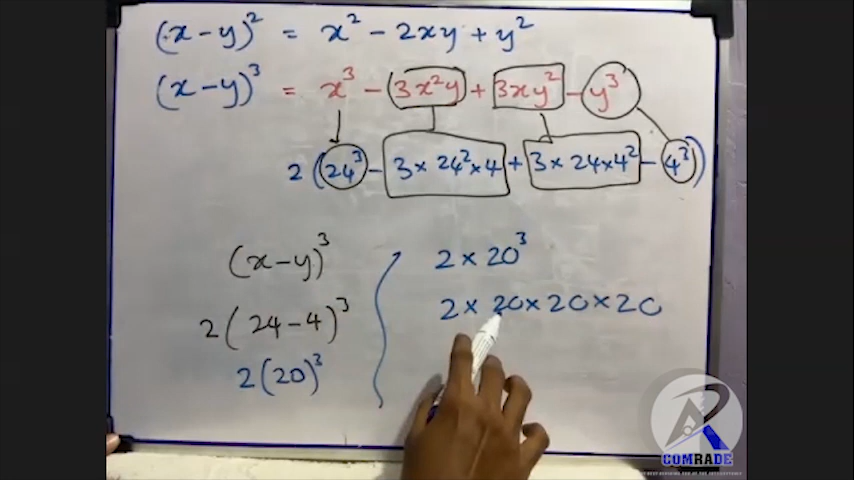 (x-y)² = x² - 2xy + y²
(x-y)³ = x³ - 3x²y + 3xy² - y³
2(24³ - 3×24²×4 + 3×24×4² - 4³)
(x-y)³
2(24-4)³
2(20)³
2×20³
2×20×20×20
COMRADE